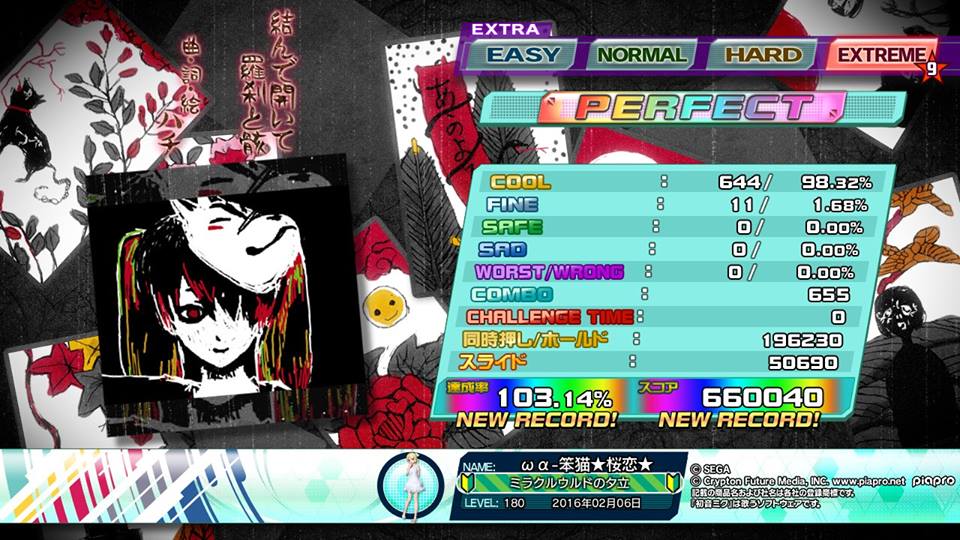 結んで開いて
羅刹と骸
曲・詞・絵 ハチ
あのよ
EXTRA
EASY NORMAL HARD EXTREME 9
PERFECT
COOL : 644/ 98.32%
FINE : 11/ 1.68%
SAFE : 0/ 0.00%
SAD : 0/ 0.00%
WORST/WRONG : 0/ 0.00%
COMBO : 655
CHALLENGE TIME : 0
同時押し/ホールド : 196230
スライド : 50690
達成率 103.14% スコア 660040
NEW RECORD! NEW RECORD!
NAME: ωα-笨猫★桜恋★
ミラクルウルドの夕立
LEVEL: 180 2016年02月06日
© SEGA
© Crypton Future Media, INC. www.piapro.net piapro
記載の商品名および社名は各社の登録商標です。
「初音ミク」は歌うソフトウェアです。